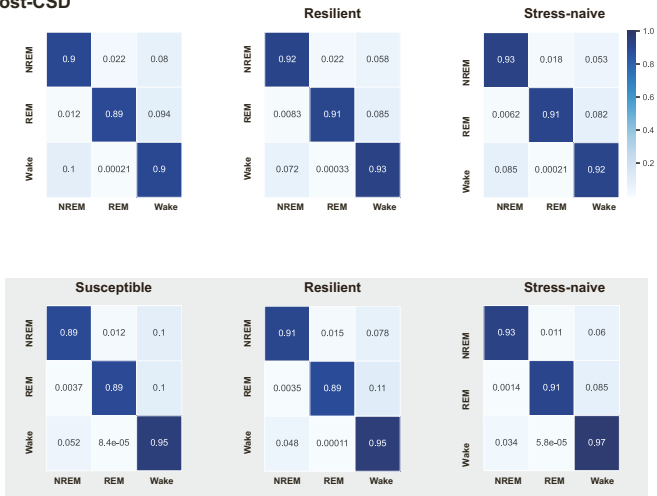 ost-CSD
Resilient
Stress-naive
NREM 0.9 0.022 0.08
REM 0.012 0.89 0.094
Wake 0.1 0.00021 0.9
NREM REM Wake
NREM 0.92 0.022 0.058
REM 0.0083 0.91 0.085
Wake 0.072 0.00033 0.93
NREM REM Wake
NREM 0.93 0.018 0.053
REM 0.0062 0.91 0.082
Wake 0.085 0.00021 0.92
NREM REM Wake
1.0
0.8
0.6
0.4
0.2
Susceptible
Resilient
Stress-naive
NREM 0.89 0.012 0.1
REM 0.0037 0.89 0.1
Wake 0.052 8.4e-05 0.95
NREM REM Wake
NREM 0.91 0.015 0.078
REM 0.0035 0.89 0.11
Wake 0.048 0.00011 0.95
NREM REM Wake
NREM 0.93 0.011 0.06
REM 0.0014 0.91 0.085
Wake 0.034 5.8e-05 0.97
NREM REM Wake